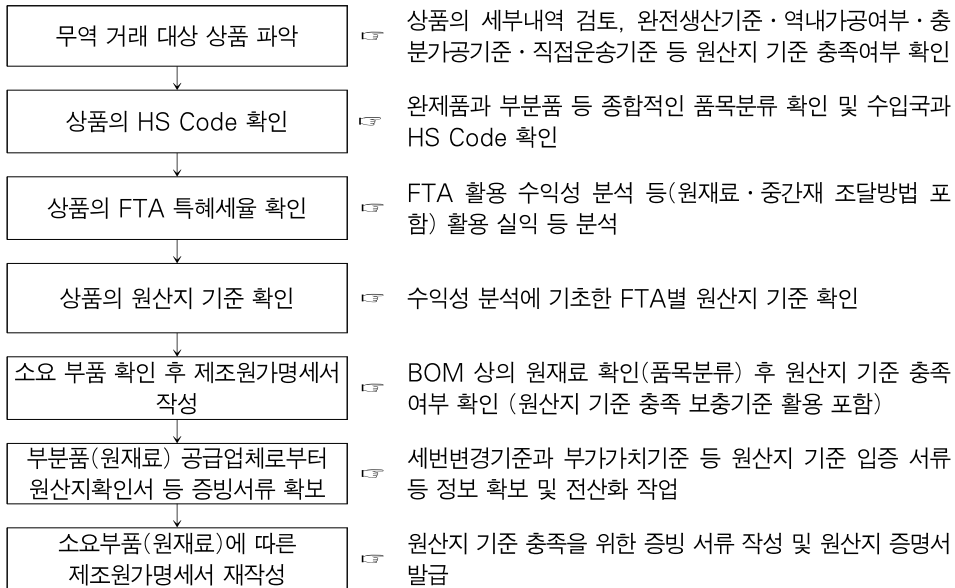 무역 거래 대상 상품 파악
☞ 상품의 세부내역 검토, 완전생산기준·역내가공여부·충
분가공기준·직접운송기준 등 원산지 기준 충족여부 확인
상품의 HS Code 확인
☞ 완제품과 부분품 등 종합적인 품목분류 확인 및 수입국과
HS Code 확인
상품의 FTA 특혜세율 확인
☞ FTA 활용 수익성 분석 등(원재료·중간재 조달방법 포
함) 활용 실익 등 분석
상품의 원산지 기준 확인
☞ 수익성 분석에 기초한 FTA별 원산지 기준 확인
소요 부품 확인 후 제조원가명세서
작성
☞ BOM 상의 원재료 확인(품목분류) 후 원산지 기준 충족
여부 확인 (원산지 기준 충족 보충기준 활용 포함)
부분품(원재료) 공급업체로부터
원산지확인서 등 증빙서류 확보
☞ 세번변경기준과 부가가치기준 등 원산지 기준 입증 서류
등 정보 확보 및 전산화 작업
소요부품(원재료)에 따른
제조원가명세서 재작성
☞ 원산지 기준 충족을 위한 증빙 서류 작성 및 원산지 증명서
발급